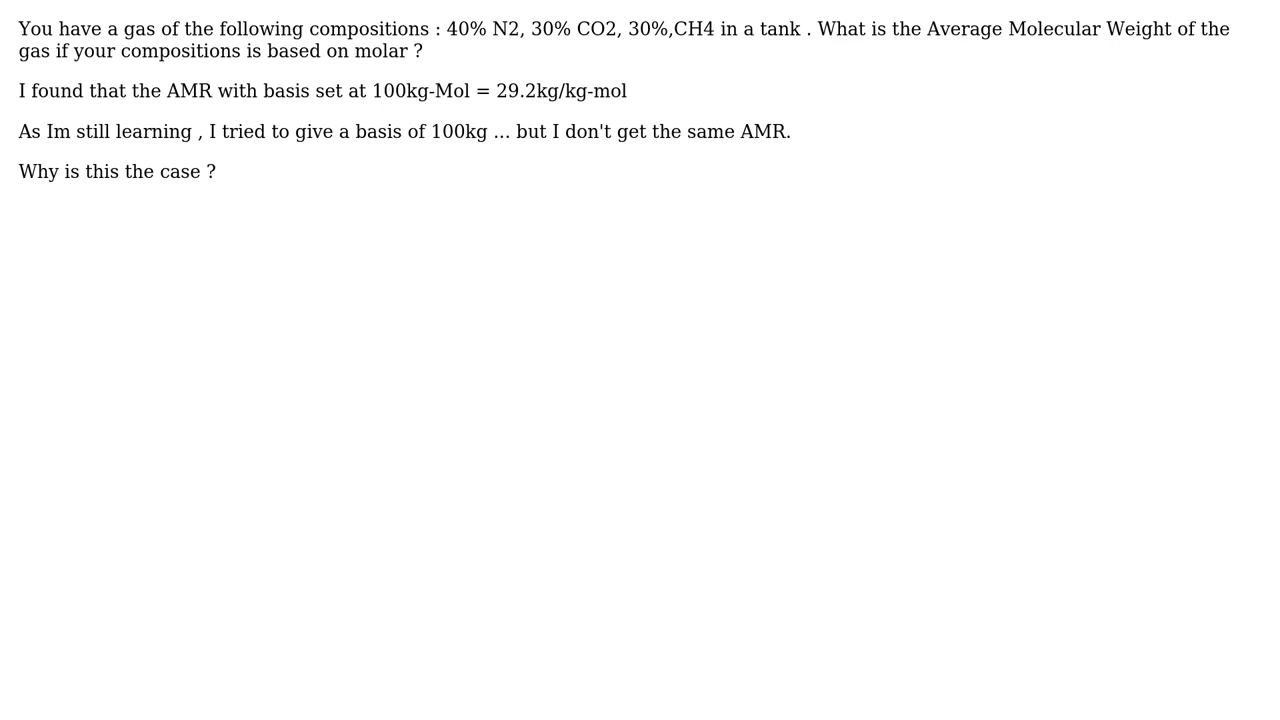 You have a gas of the following compositions : 40% N2, 30% CO2, 30%,CH4 in a tank . What is the Average Molecular Weight of the
gas if your compositions is based on molar ?
I found that the AMR with basis set at 100kg-Mol = 29.2kg/kg-mol
As Im still learning , I tried to give a basis of 100kg ... but I don't get the same AMR.
Why is this the case ?